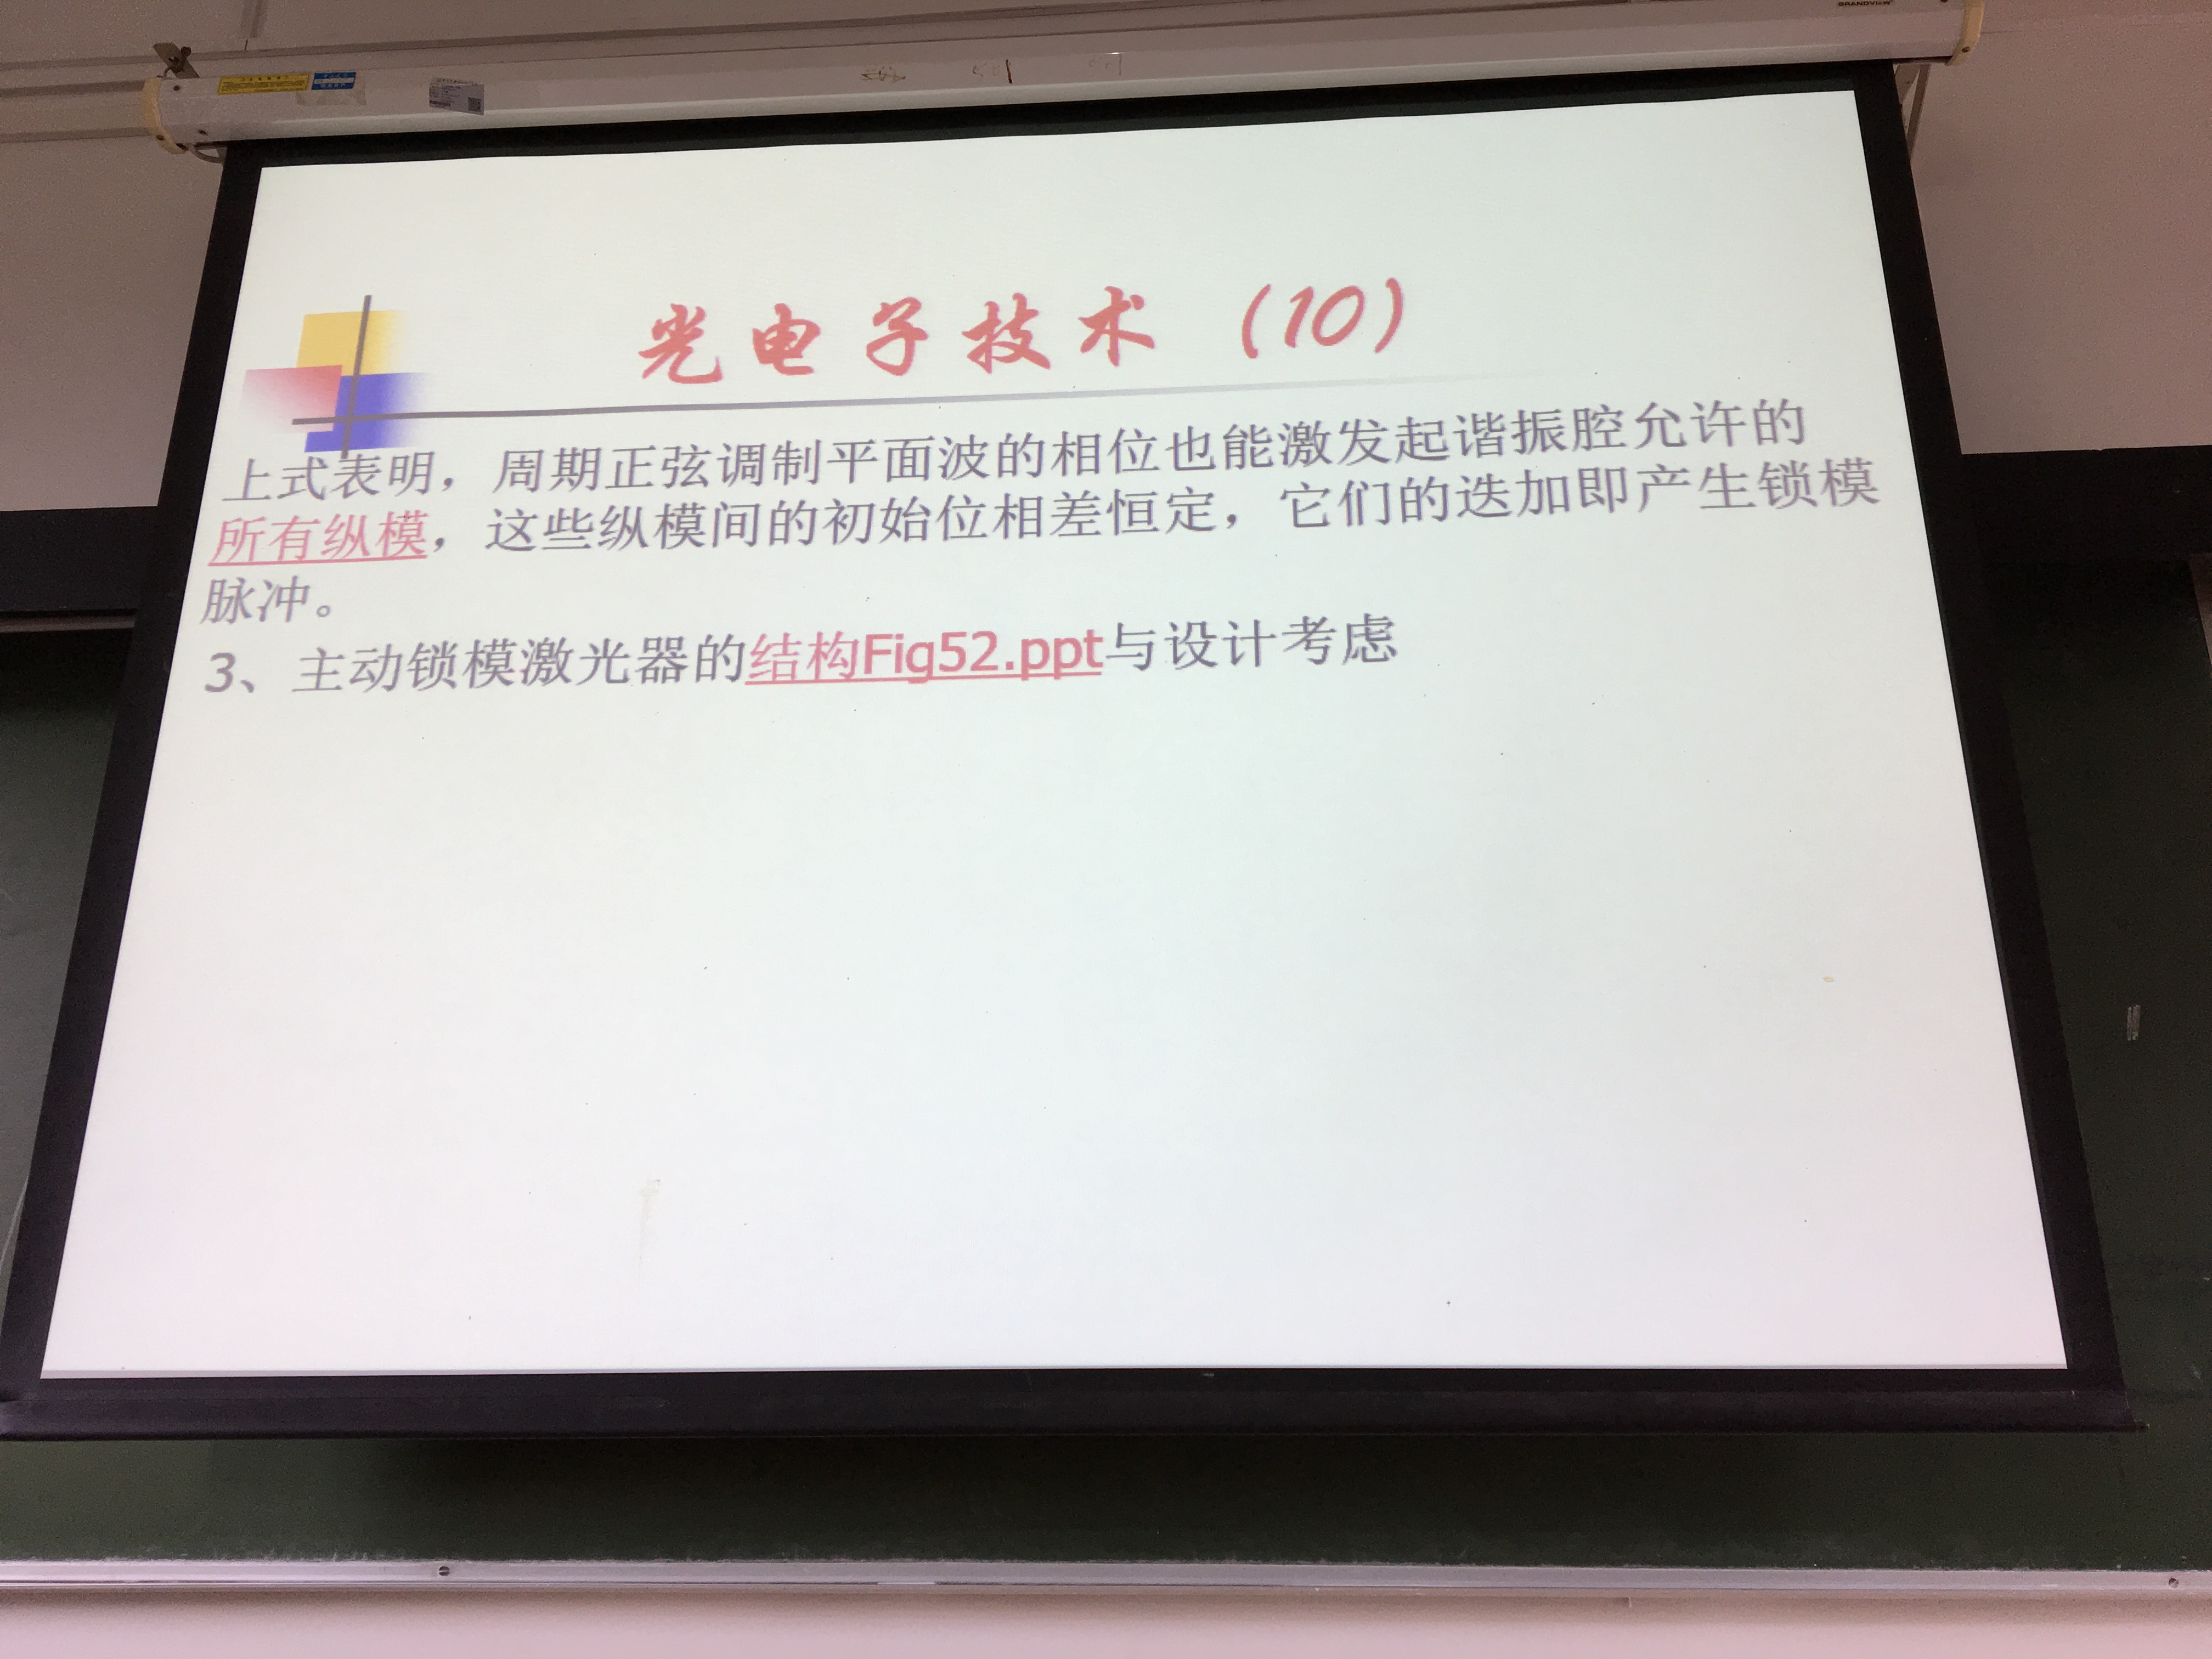 GRANDVIEW
光电子技术（10）
上式表明，周期正弦调制平面波的相位也能激发起谐振腔允许的
所有纵模，这些纵模间的初始位相差恒定，它们的迭加即产生锁模
脉冲。
3、主动锁模激光器的结构Fig52.ppt与设计考虑